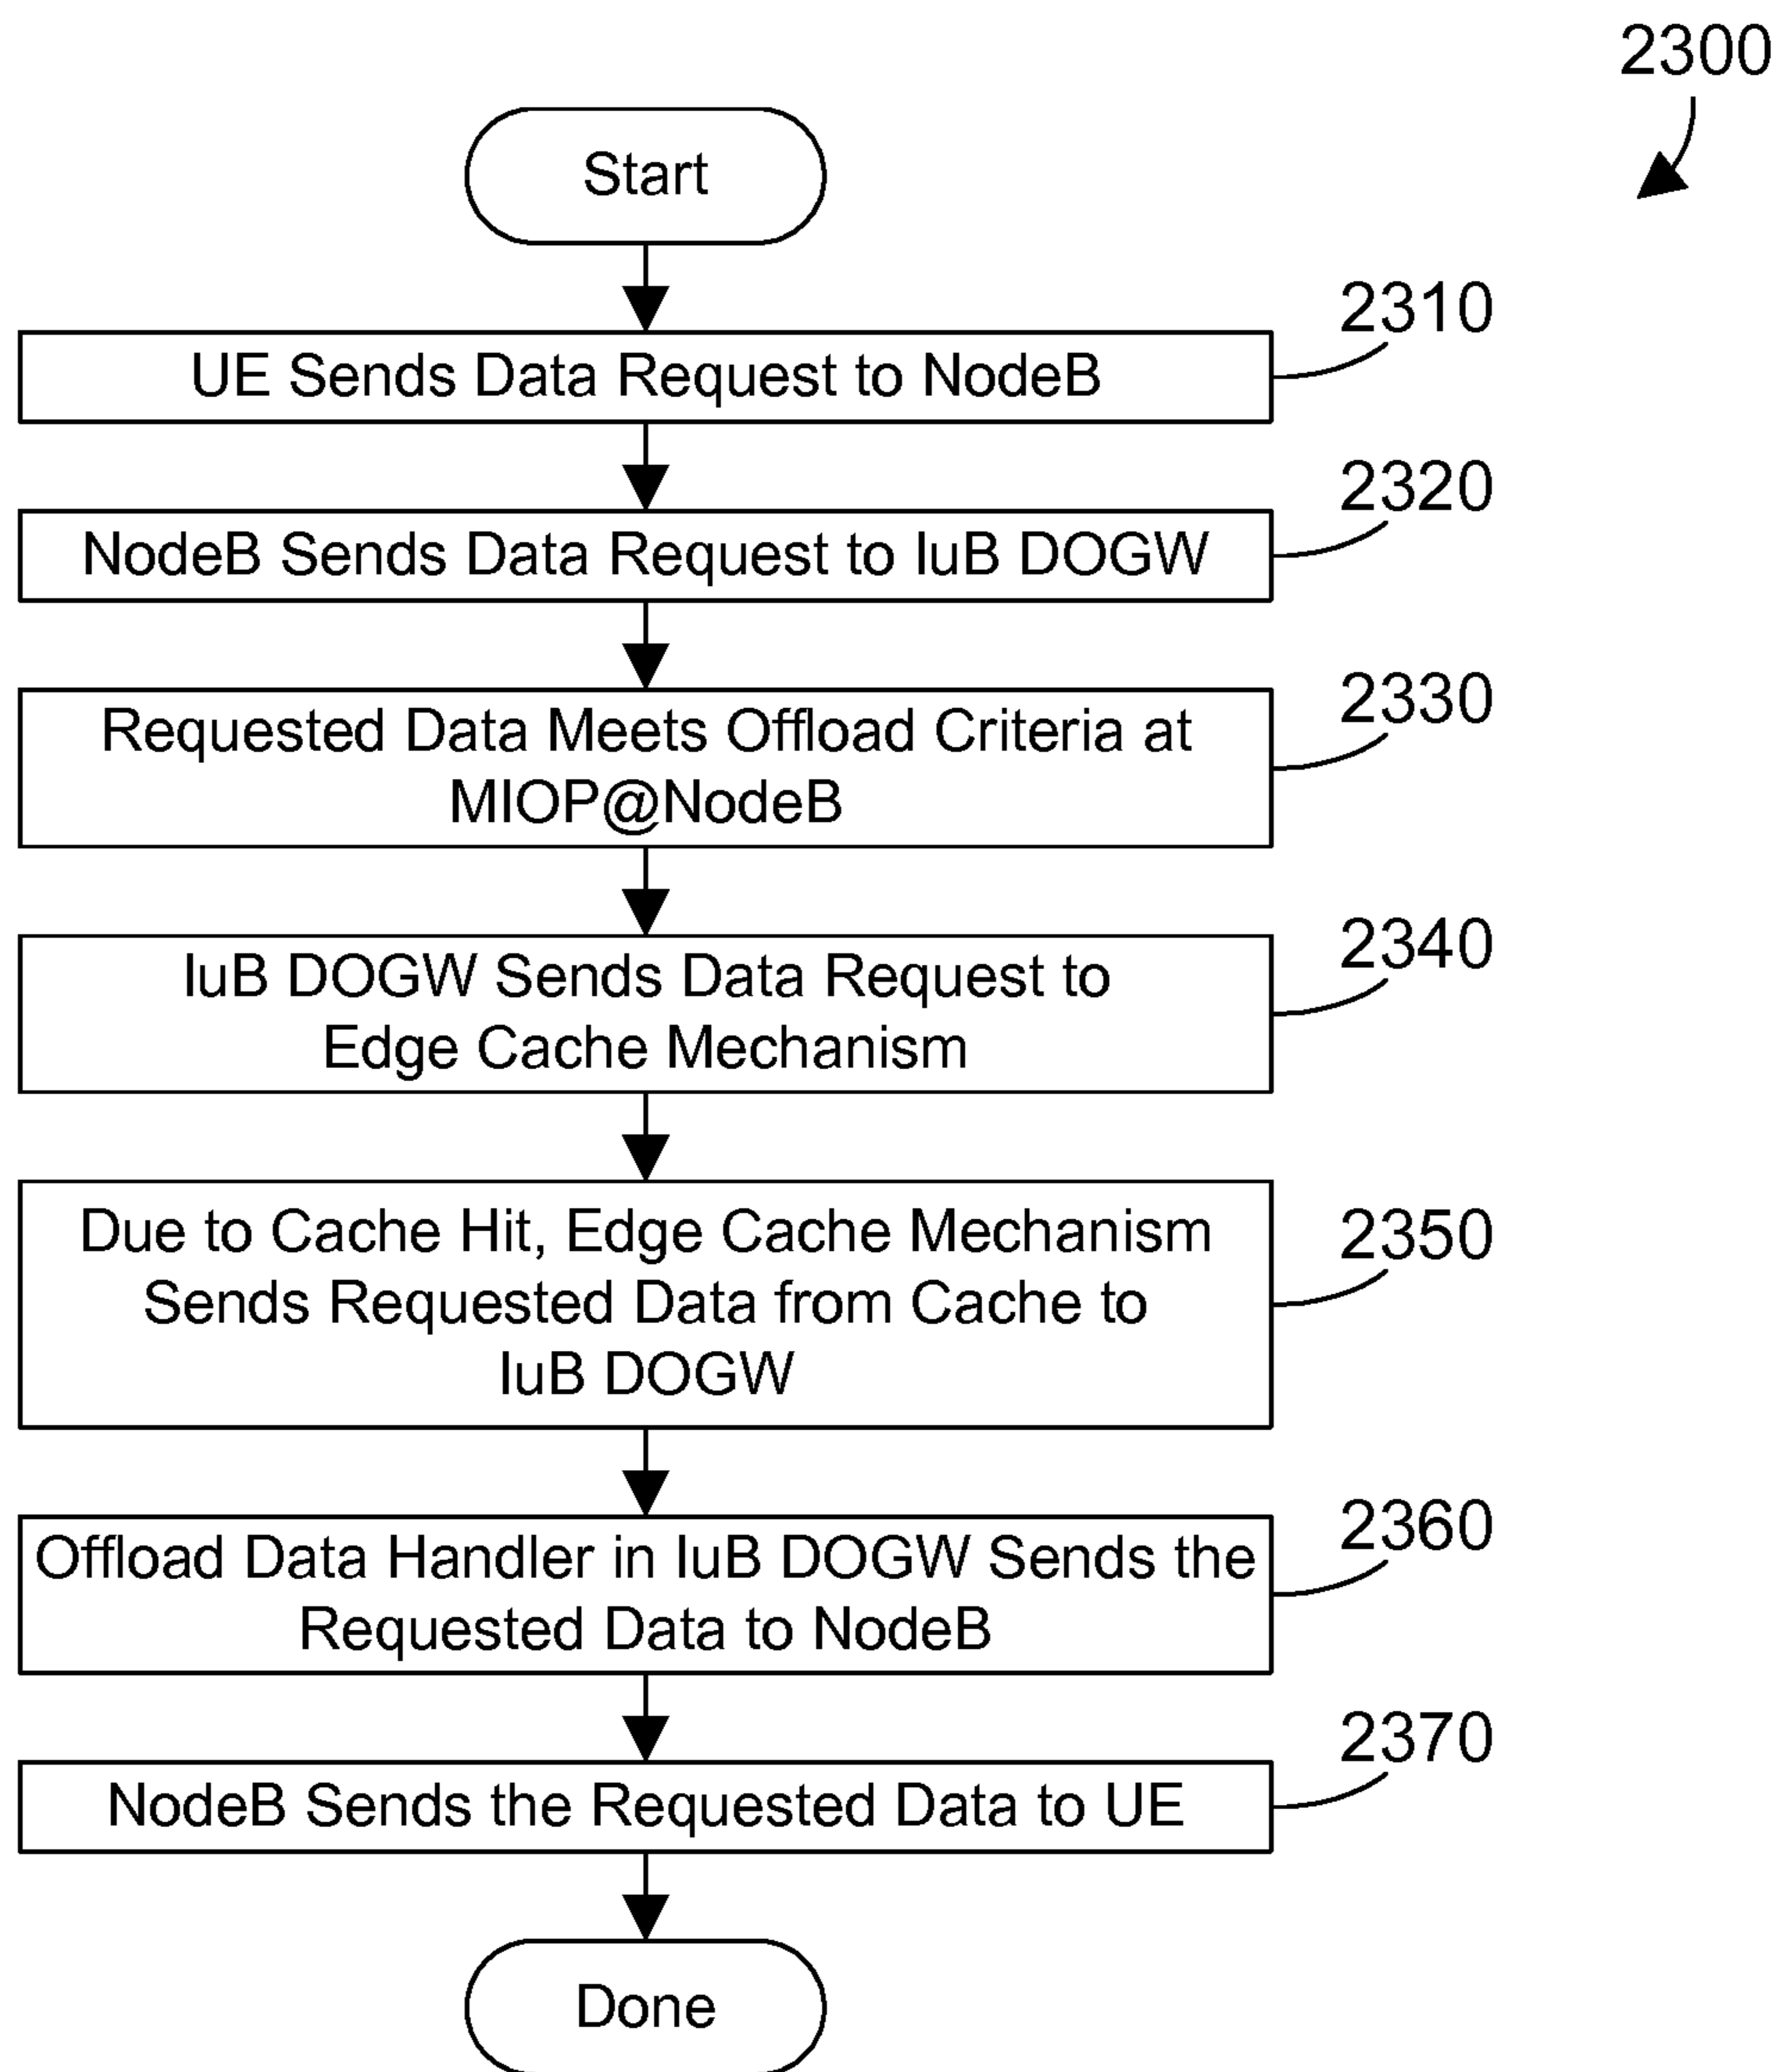 2300
Start
2310
UE Sends Data Request to NodeB
2320
NodeB Sends Data Request to IuB DOGW
2330
Requested Data Meets Offload Criteria at
MIOP@NodeB
2340
IuB DOGW Sends Data Request to
Edge Cache Mechanism
2350
Due to Cache Hit, Edge Cache Mechanism
Sends Requested Data from Cache to
IuB DOGW
2360
Offload Data Handler in IuB DOGW Sends the
Requested Data to NodeB
2370
NodeB Sends the Requested Data to UE
Done